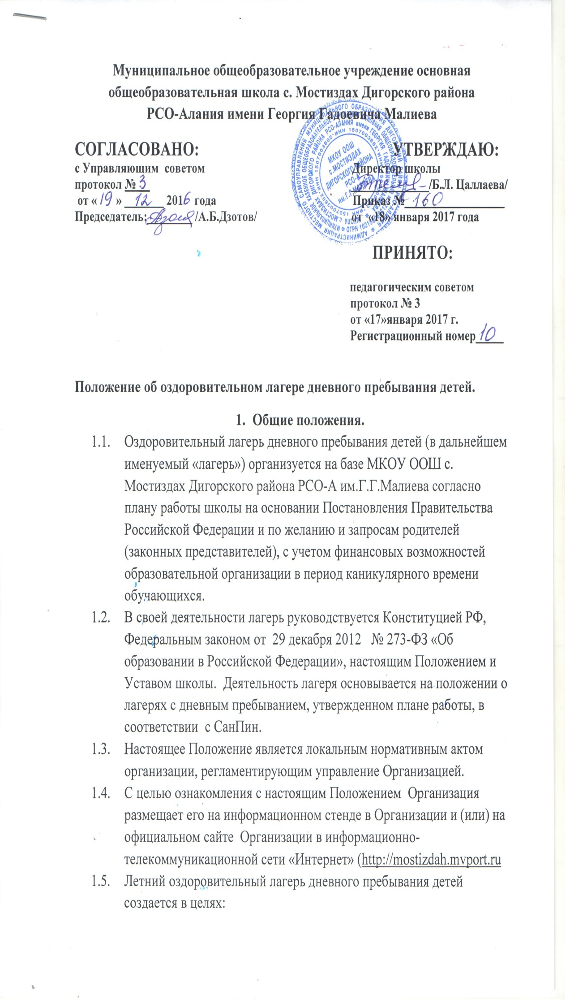 Муниципальное общеобразовательное учреждение основная
общеобразовательная школа с. Мостиздах Дигорского района
РСО-Алания имени Георгия Гадоевича Малиева
СОГЛАСОВАНО:
с Управляющим советом
протокол № 3
от « 19 » 12 2016 года
Председатель: /А.Б.Дзотов/
УТВЕРЖДАЮ:
Директор школы
/Б.Л. Цаллаева/
Приказ № 160
от «18» января 2017 года
МКОУ ООШ
с.МОСТИЗДАХ
ДИГОРСКОГО РАЙОНА
РСО-А
им.Г.Г.МАЛИЕВА
ПРИНЯТО:
педагогическим советом
протокол № 3
от «17»января 2017 г.
Регистрационный номер 10
Положение об оздоровительном лагере дневного пребывания детей.
1. Общие положения.
1.1. Оздоровительный лагерь дневного пребывания детей (в дальнейшем
именуемый «лагерь») организуется на базе МКОУ ООШ с.
Мостиздах Дигорского района РСО-А им.Г.Г.Малиева согласно
плану работы школы на основании Постановления Правительства
Российской Федерации и по желанию и запросам родителей
(законных представителей), с учетом финансовых возможностей
образовательной организации в период каникулярного времени
обучающихся.
1.2. В своей деятельности лагерь руководствуется Конституцией РФ,
Федеральным законом от 29 декабря 2012 № 273-ФЗ «Об
образовании в Российской Федерации», настоящим Положением и
Уставом школы. Деятельность лагеря основывается на положении о
лагерях с дневным пребыванием, утвержденном плане работы, в
соответствии с СанПин.
1.3. Настоящее Положение является локальным нормативным актом
организации, регламентирующим управление Организацией.
1.4. С целью ознакомления с настоящим Положением Организация
размещает его на информационном стенде в Организации и (или) на
официальном сайте Организации в информационно-
телекоммуникационной сети «Интернет» (http://mostizdah.mvport.ru
1.5. Летний оздоровительный лагерь дневного пребывания детей
создается в целях: